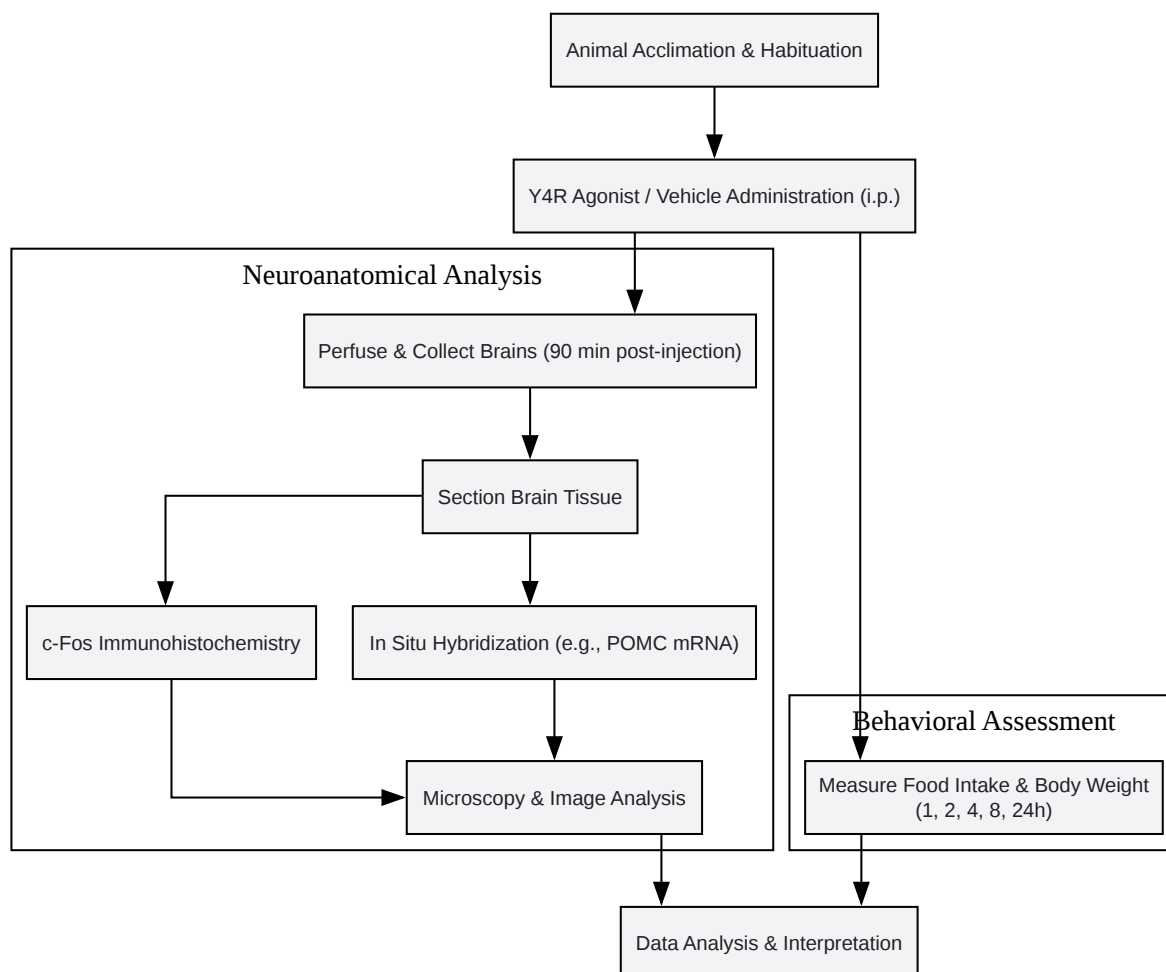 Animal Acclimation & Habituation
Y4R Agonist / Vehicle Administration (i.p.)
Neuroanatomical Analysis
Perfuse & Collect Brains (90 min post-injection)
Section Brain Tissue
c-Fos Immunohistochemistry
In Situ Hybridization (e.g., POMC mRNA)
Behavioral Assessment
Microscopy & Image Analysis
Measure Food Intake & Body Weight
(1, 2, 4, 8, 24h)
Data Analysis & Interpretation